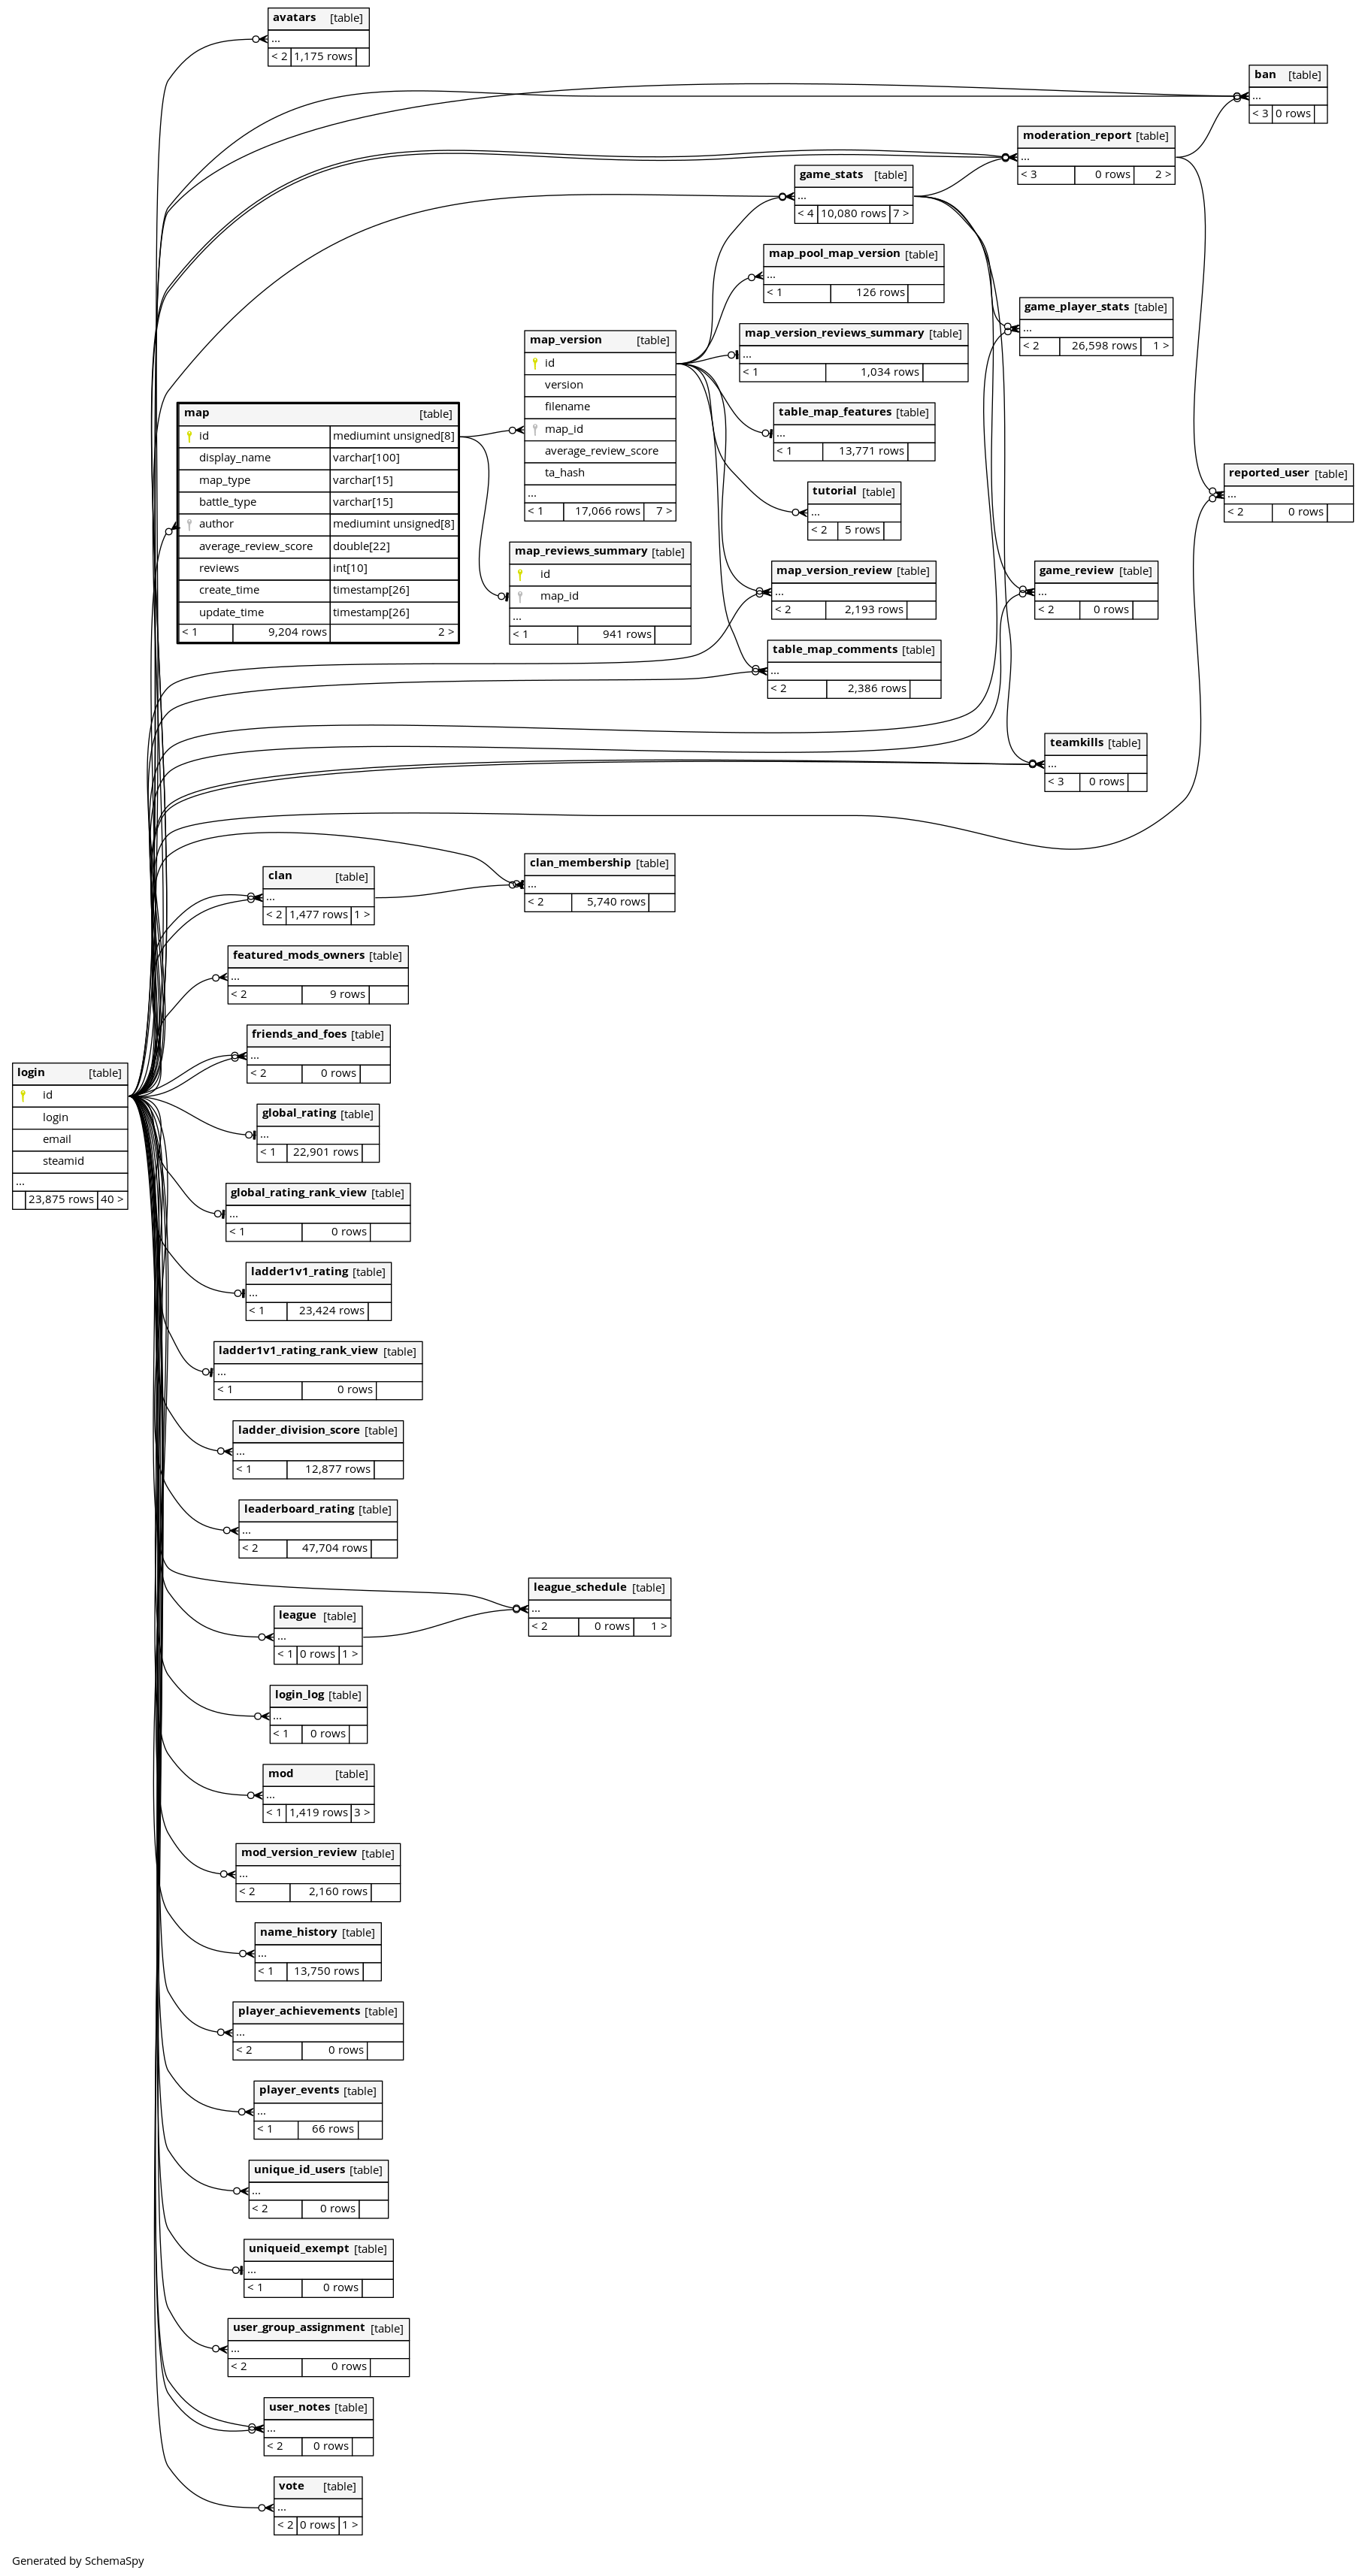 avatars [table]
...
< 2 1,175 rows
ban [table]
...
< 3 0 rows
moderation_report [table]
...
< 3 0 rows 2 >
game_stats [table]
...
< 4 10,080 rows 7 >
map_pool_map_version [table]
...
< 1 126 rows
game_player_stats [table]
...
< 2 26,598 rows 1 >
map_version_reviews_summary [table]
...
< 1 1,034 rows
map_version [table]
id
version
filename
map_id
average_review_score
ta_hash
...
< 1 17,066 rows 7 >
map [table]
id mediumint unsigned[8]
display_name varchar[100]
map_type varchar[15]
battle_type varchar[15]
author mediumint unsigned[8]
average_review_score double[22]
reviews int[10]
create_time timestamp[26]
update_time timestamp[26]
< 1 9,204 rows 2 >
table_map_features [table]
...
< 1 13,771 rows
reported_user [table]
...
< 2 0 rows
tutorial [table]
...
< 2 5 rows
map_reviews_summary [table]
id
map_id
...
< 1 941 rows
map_version_review [table]
...
< 2 2,193 rows
game_review [table]
...
< 2 0 rows
table_map_comments [table]
...
< 2 2,386 rows
teamkills [table]
...
< 3 0 rows
clan_membership [table]
...
< 2 5,740 rows
clan [table]
...
< 2 1,477 rows 1 >
featured_mods_owners [table]
...
< 2 9 rows
friends_and_foes [table]
...
< 2 0 rows
login [table]
id
login
email
steamid
...
23,875 rows 40 >
global_rating [table]
...
< 1 22,901 rows
global_rating_rank_view [table]
...
< 1 0 rows
ladder1v1_rating [table]
...
< 1 23,424 rows
ladder1v1_rating_rank_view [table]
...
< 1 0 rows
ladder_division_score [table]
...
< 1 12,877 rows
leaderboard_rating [table]
...
< 2 47,704 rows
league_schedule [table]
...
< 2 0 rows 1 >
league [table]
...
< 1 0 rows 1 >
login_log [table]
...
< 1 0 rows
mod [table]
...
< 1 1,419 rows 3 >
mod_version_review [table]
...
< 2 2,160 rows
name_history [table]
...
< 1 13,750 rows
player_achievements [table]
...
< 2 0 rows
player_events [table]
...
< 1 66 rows
unique_id_users [table]
...
< 2 0 rows
uniqueid_exempt [table]
...
< 1 0 rows
user_group_assignment [table]
...
< 2 0 rows
user_notes [table]
...
< 2 0 rows
vote [table]
...
< 2 0 rows 1 >
Generated by SchemaSpy